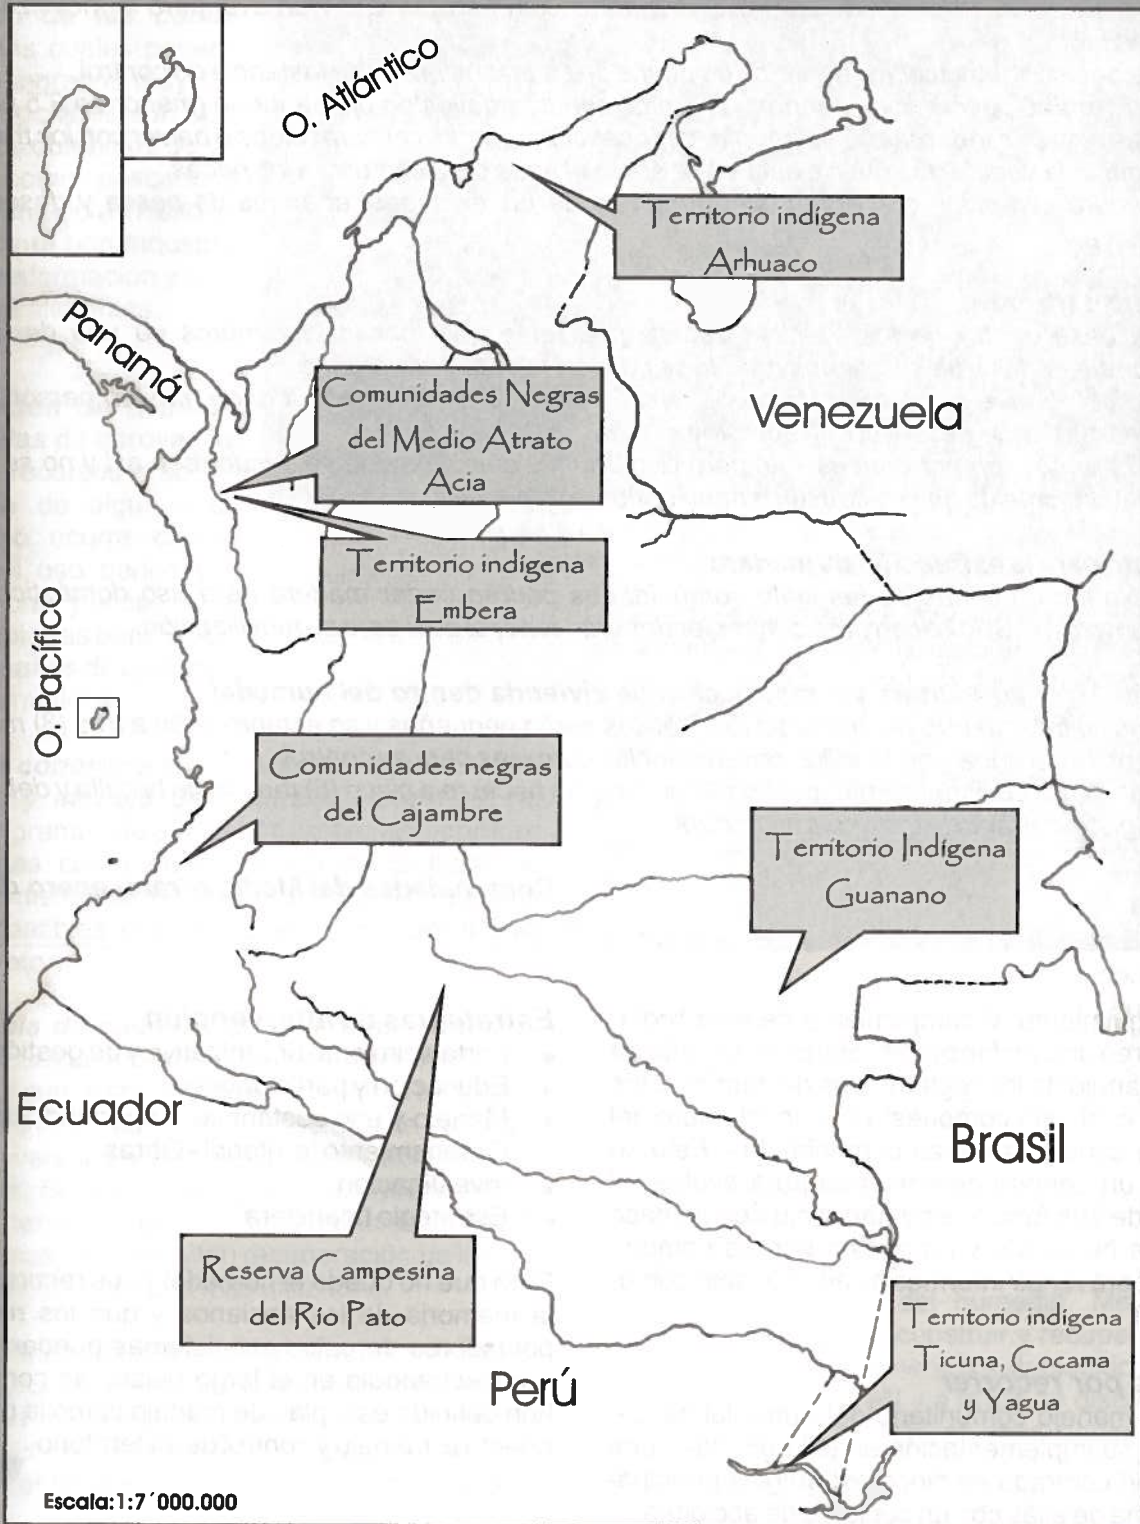 O. Atlántico
Territorio indígena
Arhuaco
Panamá
Comunidades Negras
del Medio Atrato
Acia
Venezuela
Territorio indígena
Embera
O. Pacífico
Comunidades negras
del Cajambre
Territorio Indígena
Guanano
Ecuador
Brasil
Reserva Campesina
del Río Pato
Territorio indígena
Ticuna, Cocama
y Yagua
Perú
Escala:1:7´000.000